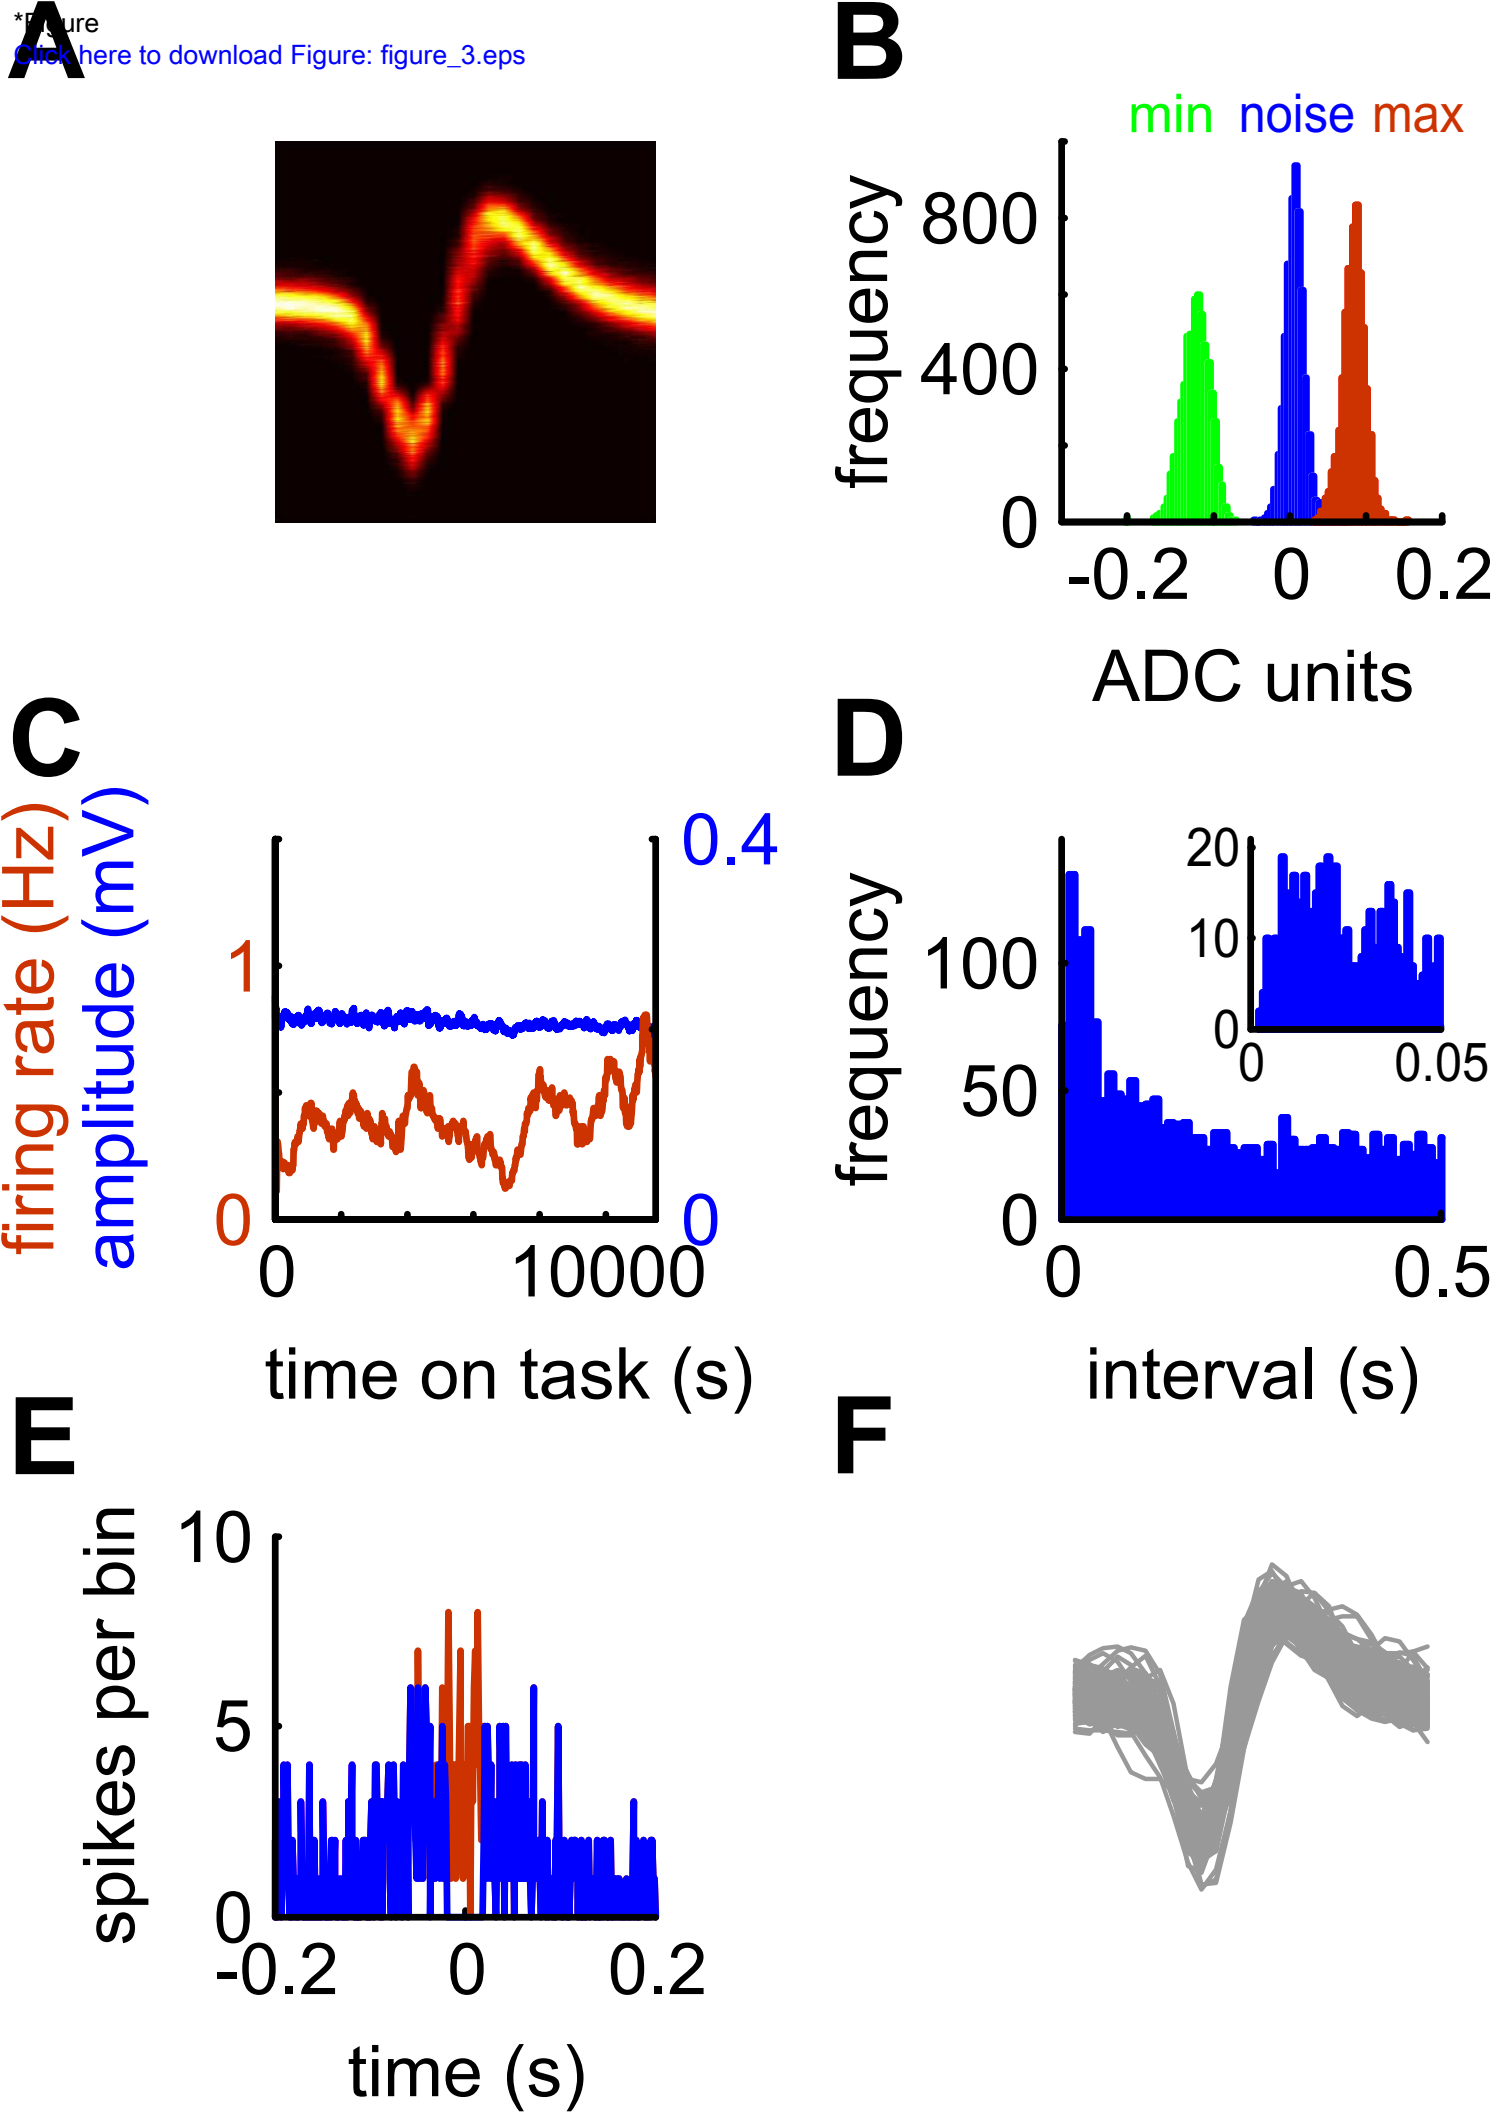 *Figure
Click here to download Figure: figure_3.eps
A
B
min noise max
frequency
800
400
0
-0.2 0 0.2
ADC units
C
firing rate (Hz)
amplitude (mV)
1
0
0.4
0
0 10000
time on task (s)
D
frequency
100
50
0
0 0.5
interval (s)
20
10
0
0 0.05
E
spikes per bin
10
5
0
-0.2 0 0.2
time (s)
F